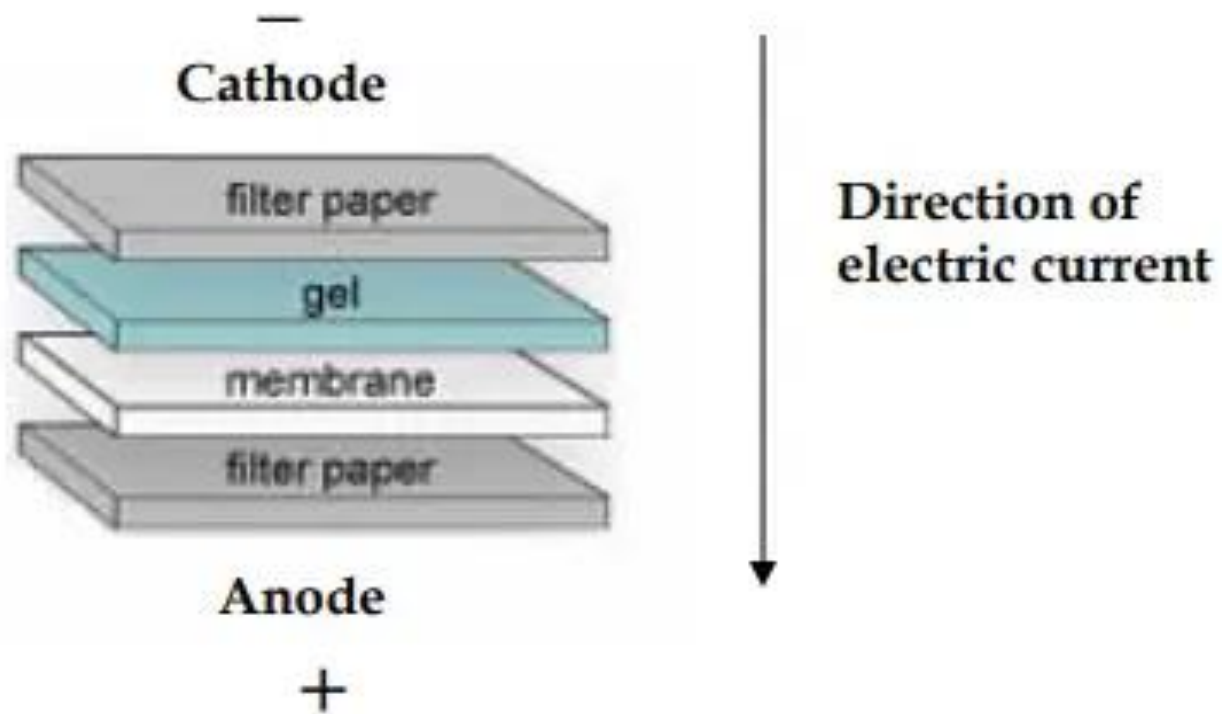 −
Cathode
filter paper
gel
membrane
filter paper
Anode
+
Direction of
electric current